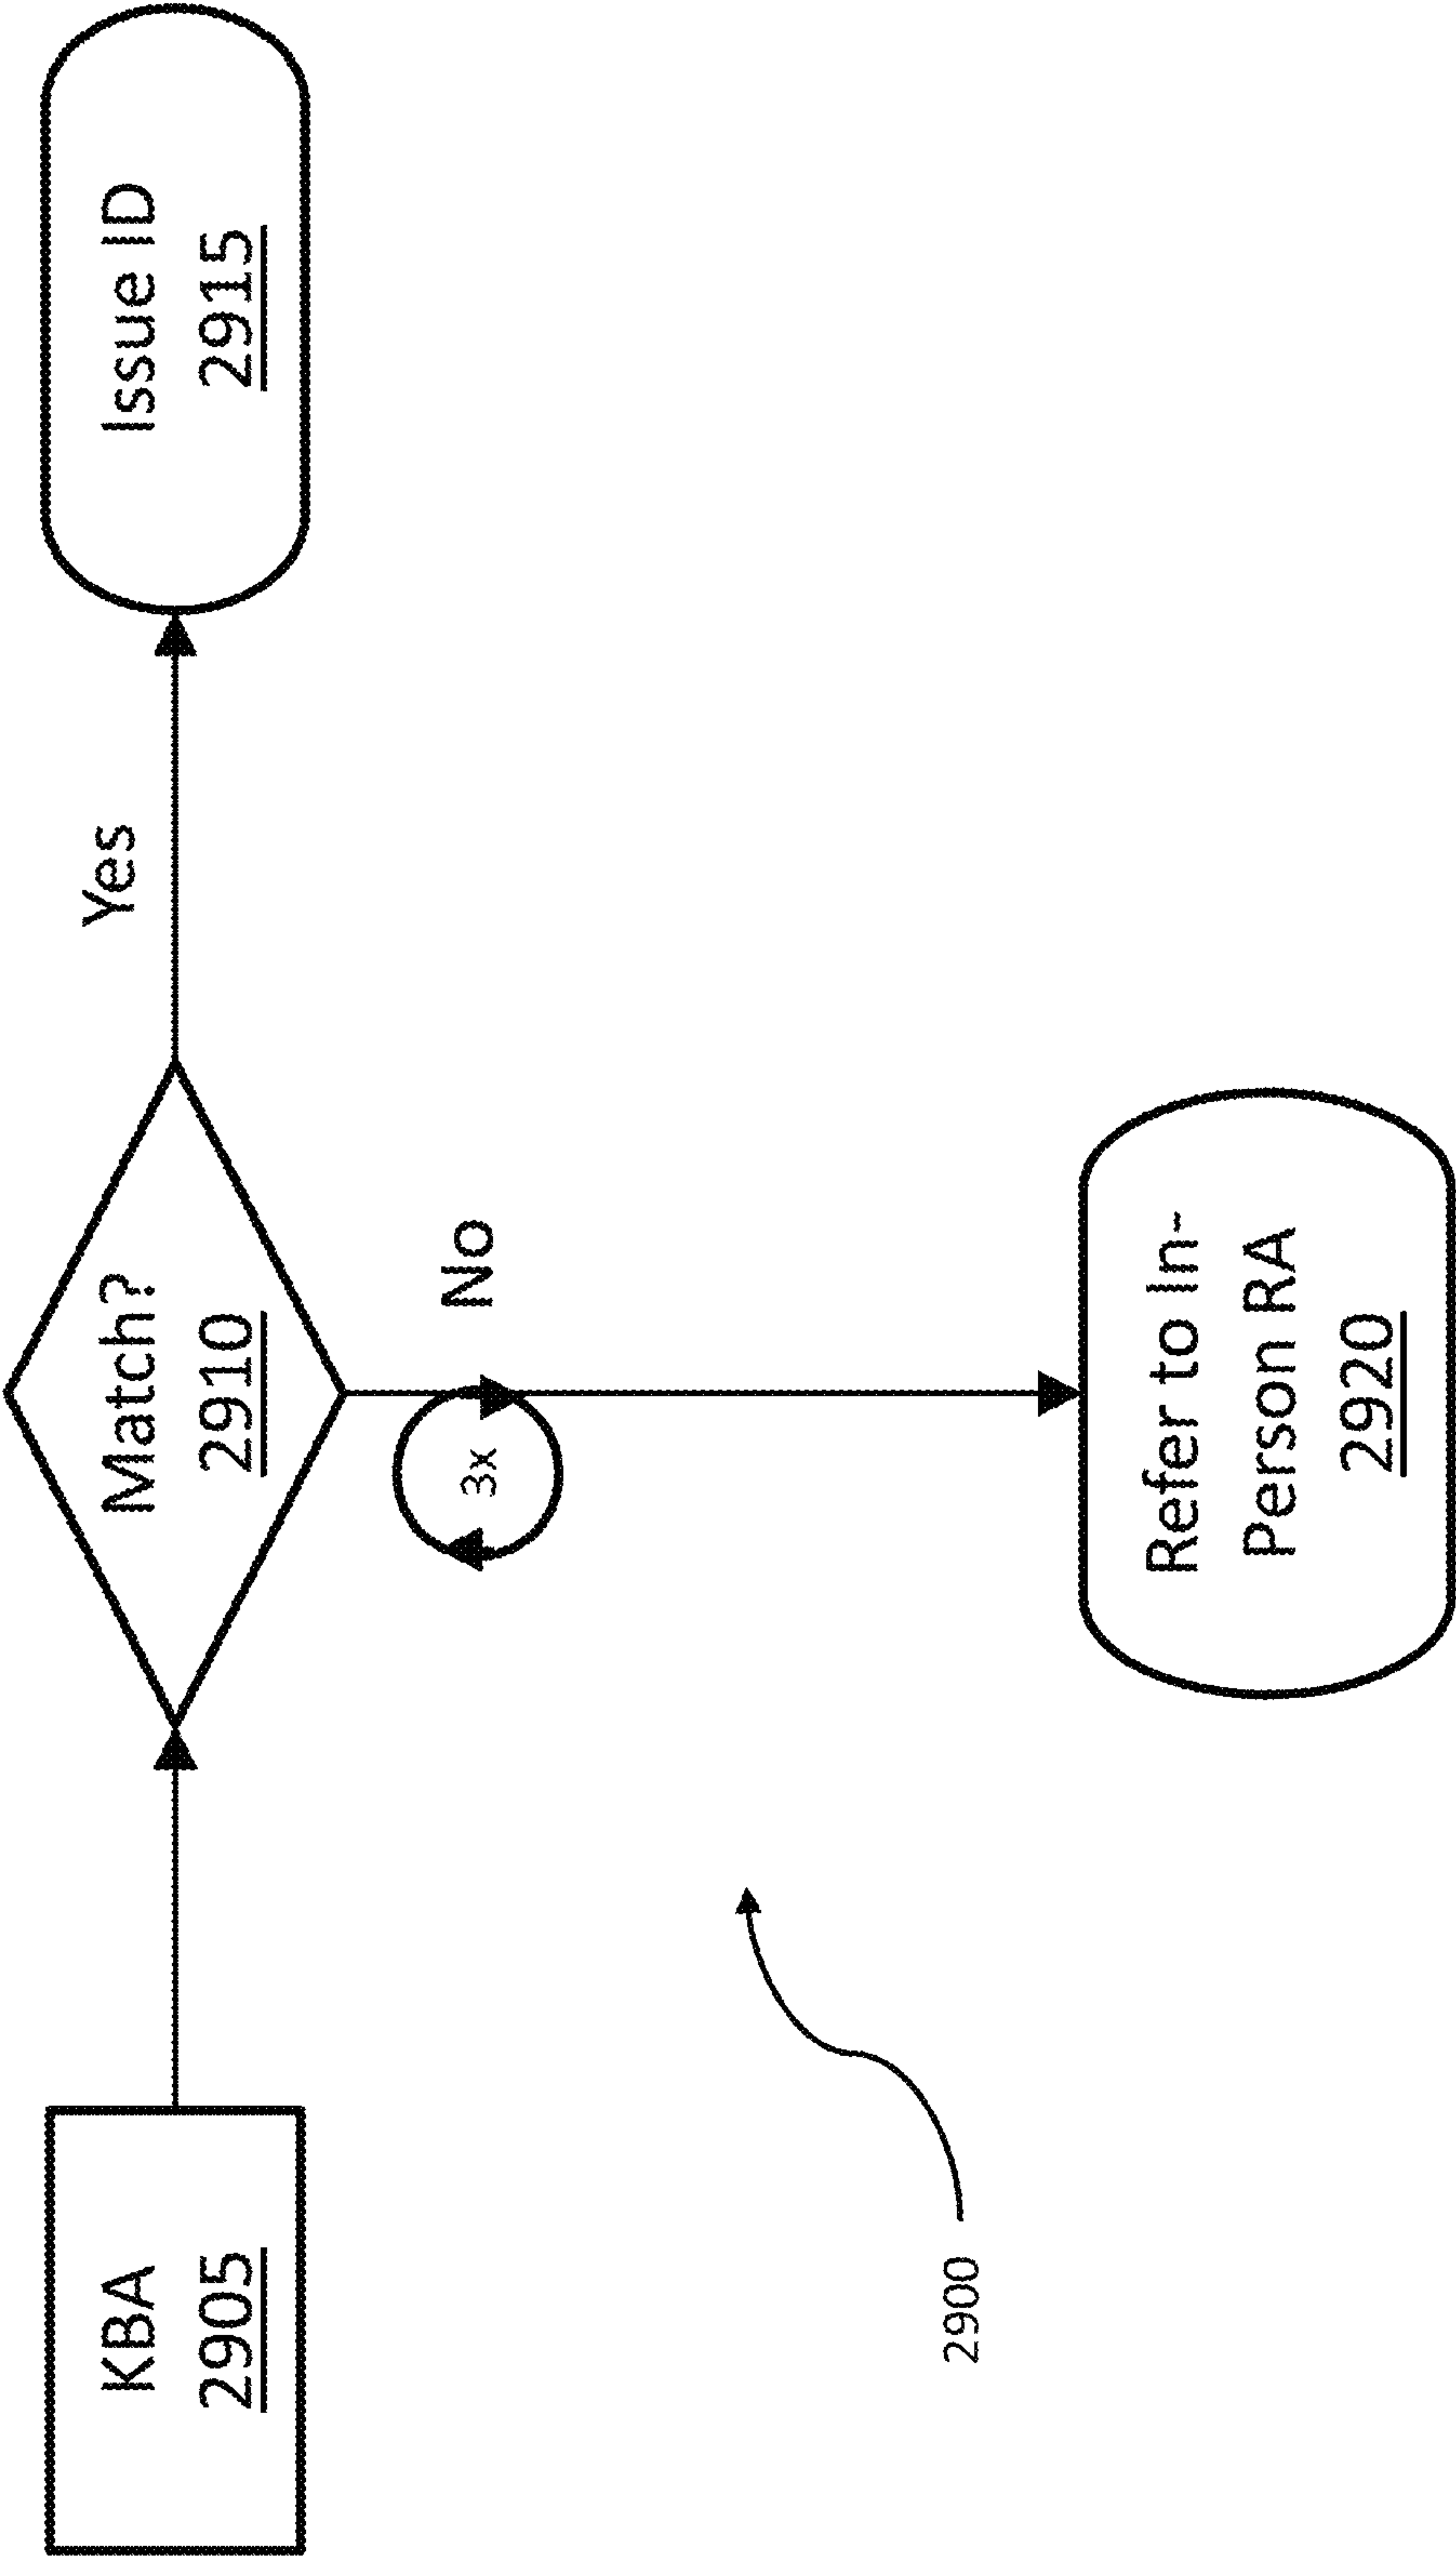 KBA
2905
Match?
2910
Yes
Issue ID
2915
3x
No
2900
Refer to In-
Person RA
2920